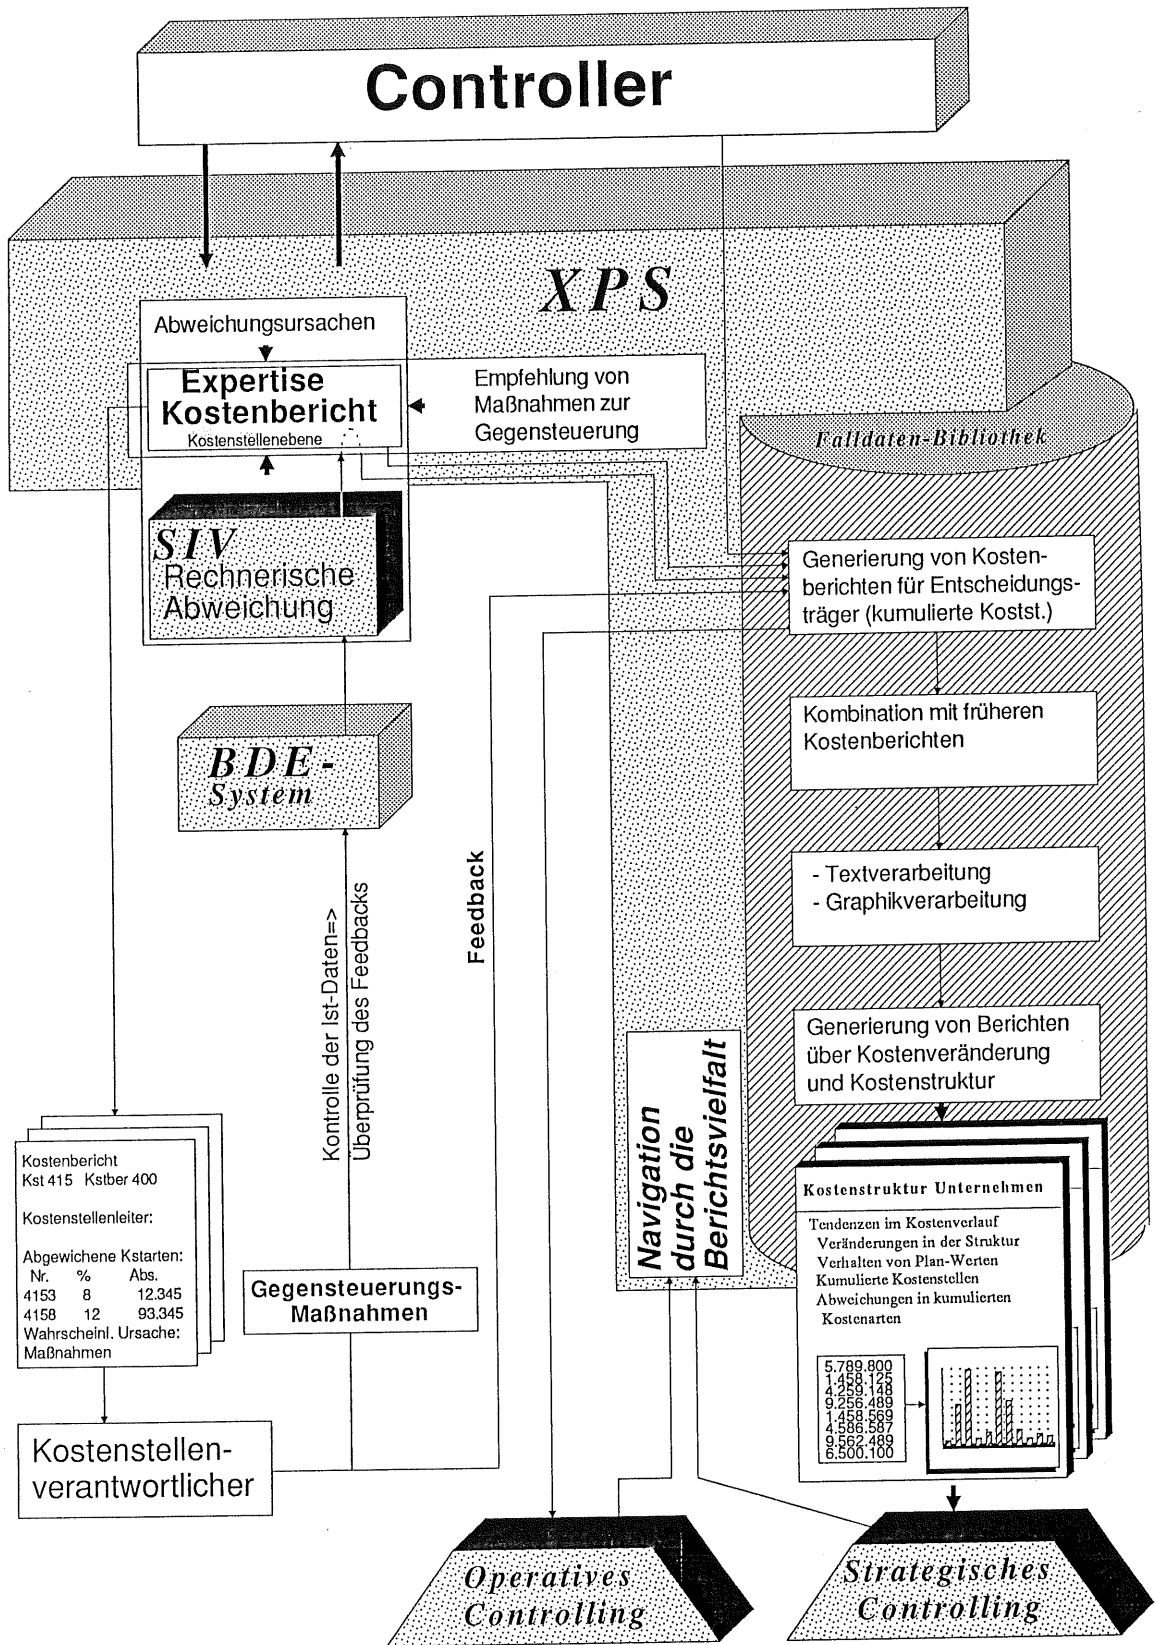 Controller
XPS
Abweichungsursachen
Expertise
Kostenbericht
Kostenstellenebene
Empfehlung von
Maßnahmen zur
Gegensteuerung
Falldaten-Bibliothek
SIV
Rechnerische
Abweichung
Generierung von Kosten-
berichten für Entscheidungs-
träger (kumulierte Kostst.)
Kombination mit früheren
Kostenberichten
BDE-
System
- Textverarbeitung
- Graphikverarbeitung
Feedback
Kontrolle der Ist-Daten=>
Überprüfung des Feedbacks
Generierung von Berichten
über Kostenveränderung
und Kostenstruktur
Navigation
durch die
Berichtsvielfalt
Kostenbericht
Kst 415 Kstber 400
Kostenstellenleiter:
Abgewichene Kstarten:
Nr. % Abs.
4153 8 12.345
4158 12 93.345
Wahrscheinl. Ursache:
Maßnahmen
Gegensteuerungs-
Maßnahmen
Kostenstruktur Unternehmen
Tendenzen im Kostenverlauf
Veränderungen in der Struktur
Verhalten von Plan-Werten
Kumulierte Kostenstellen
Abweichungen in kumulierten
Kostenarten
5.789.800
1.458.125
4.259.148
9.256.489
1.458.569
4.586.587
9.562.489
6.500.100
Kostenstellen-
verantwortlicher
Operatives
Controlling
Strategisches
Controlling